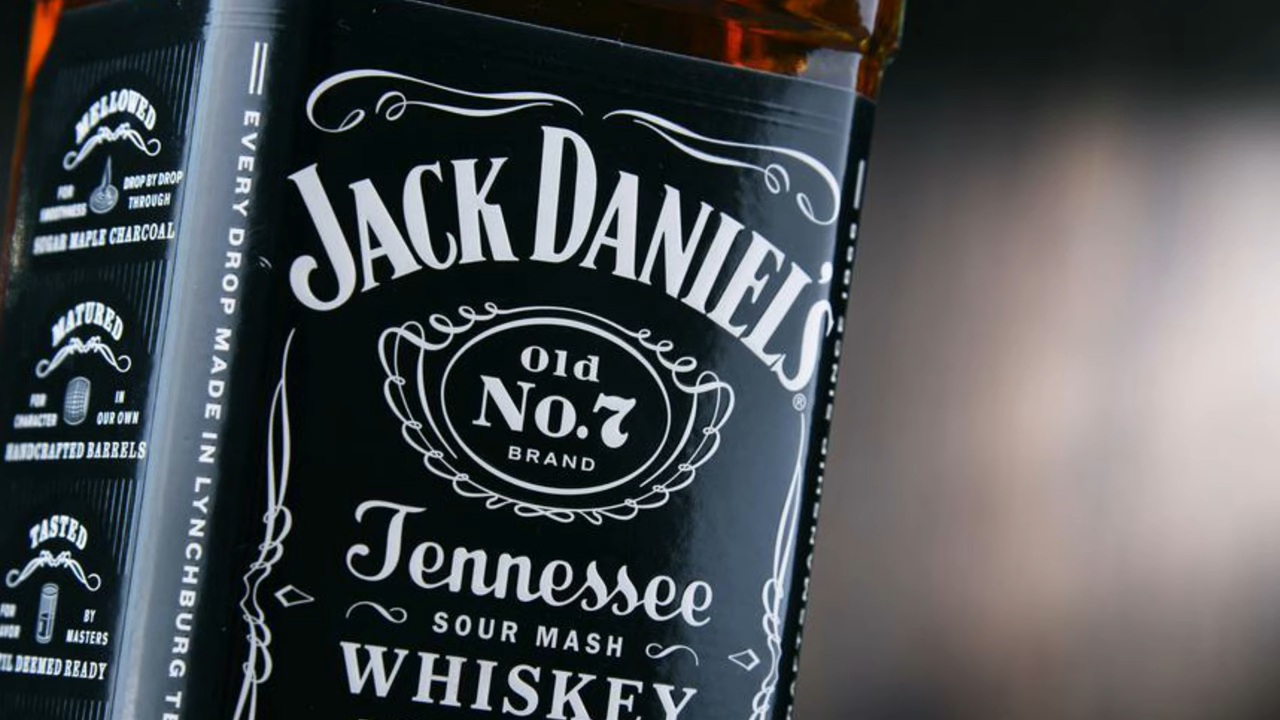 MELLOWED
FOR DROP BY DROP
SMOOTHNESS THROUGH
SUGAR MAPLE CHARCOAL
MATURED
FOR IN
CHARACTER OUR OWN
HANDCRAFTED BARRELS
TASTED
FOR BY
MASTERS
DEEMED READY
EVERY DROP MADE IN LYNCHBURG
JACK DANIEL'S®
Old
No.7
BRAND
Tennessee
SOUR MASH
WHISKEY